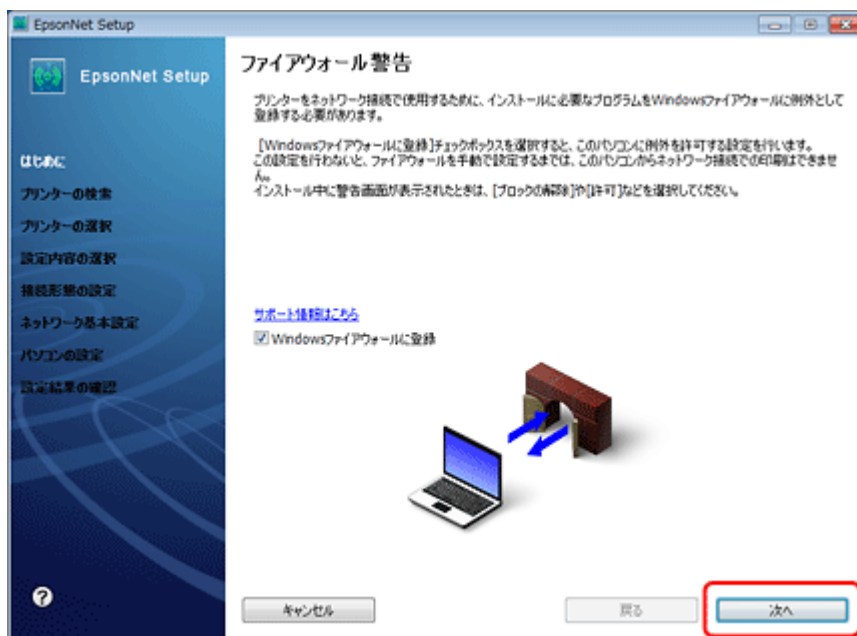 EpsonNet Setup
EpsonNet Setup
はじめに
プリンターの検索
プリンターの選択
設定内容の選択
接続形態の設定
ネットワーク基本設定
パソコンの設定
設定結果の確認
ファイアウォール警告
プリンターをネットワーク接続で使用するために、インストールに必要なプログラムをWindowsファイアウォールに例外として
登録する必要があります。
[Windowsファイアウォールに登録]チェックボックスを選択すると、このパソコンに例外を許可する設定を行います。
この設定を行わないと、ファイアウォールを手動で設定するまでは、このパソコンからネットワーク接続での印刷はできませ
ん。
インストール中に警告画面が表示されたときは、[ブロックの解除]や[許可]などを選択してください。
サポート情報はこちら
Windowsファイアウォールに登録
?
キャンセル
戻る
次へ